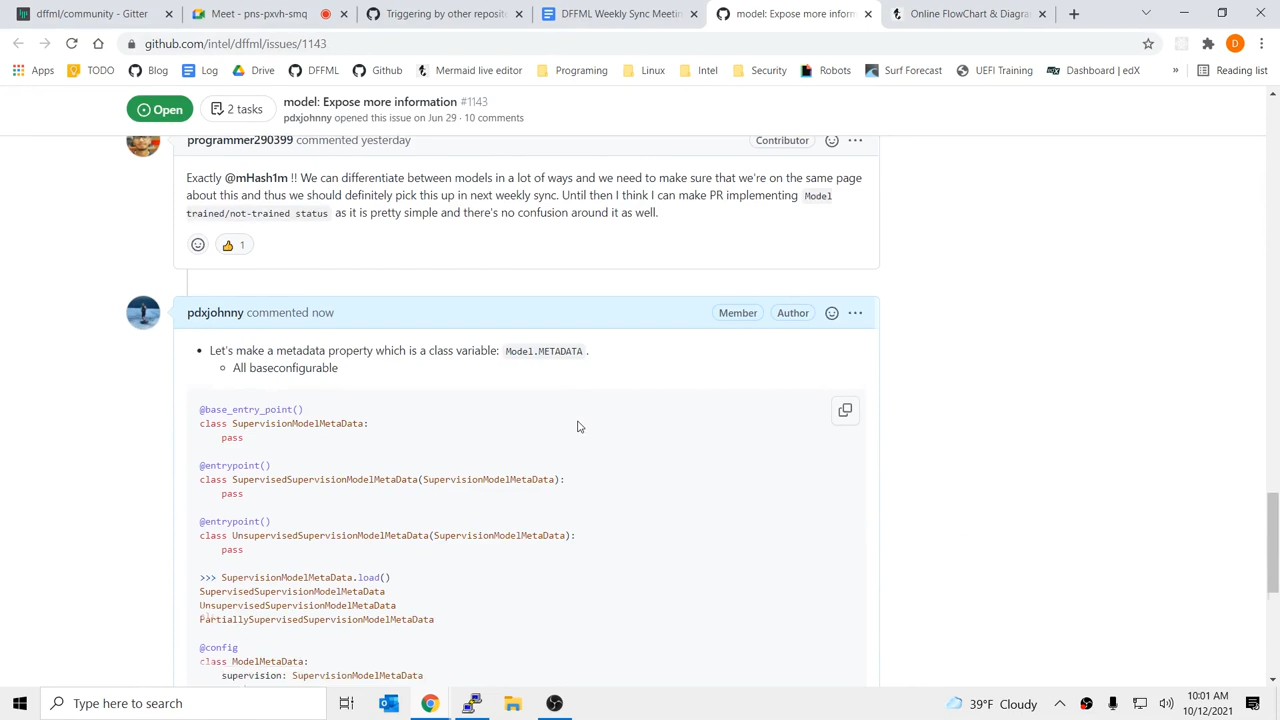 dffml/community - Gitter
Meet - pns-pxvh-smq
Triggering by other reposite
DFFML Weekly Sync Meetin
model: Expose more inform
Online FlowChart & Diagra
github.com/intel/dffml/issues/1143
Apps
TODO
Blog
Log
Drive
DFFML
Github
Mermaid live editor
Programing
Linux
Intel
Security
Robots
Surf Forecast
UEFI Training
Dashboard | edX
»
Reading list
Open
2 tasks
model: Expose more information #1143
pdxjohnny opened this issue on Jun 29 · 10 comments
programmer290399 commented yesterday
Contributor
Exactly @mHash1m !! We can differentiate between models in a lot of ways and we need to make sure that we're on the same page
about this and thus we should definitely pick this up in next weekly sync. Until then I think I can make PR implementing Model
trained/not-trained status as it is pretty simple and there's no confusion around it as well.
1
pdxjohnny commented now
Member
Author
Let's make a metadata property which is a class variable: Model.METADATA.
All baseconfigurable
@base_entry_point()
class SupervisionModelMetaData:
pass
@entrypoint()
class SupervisedSupervisionModelMetaData(SupervisionModelMetaData):
pass
@entrypoint()
class UnsupervisedSupervisionModelMetaData(SupervisionModelMetaData):
pass
>>> SupervisionModelMetaData.load()
SupervisedSupervisionModelMetaData
UnsupervisedSupervisionModelMetaData
PartiallySupervisedSupervisionModelMetaData
@config
class ModelMetaData:
supervision: SupervisionModelMetaData
Type here to search
39°F Cloudy
10:01 AM
10/12/2021